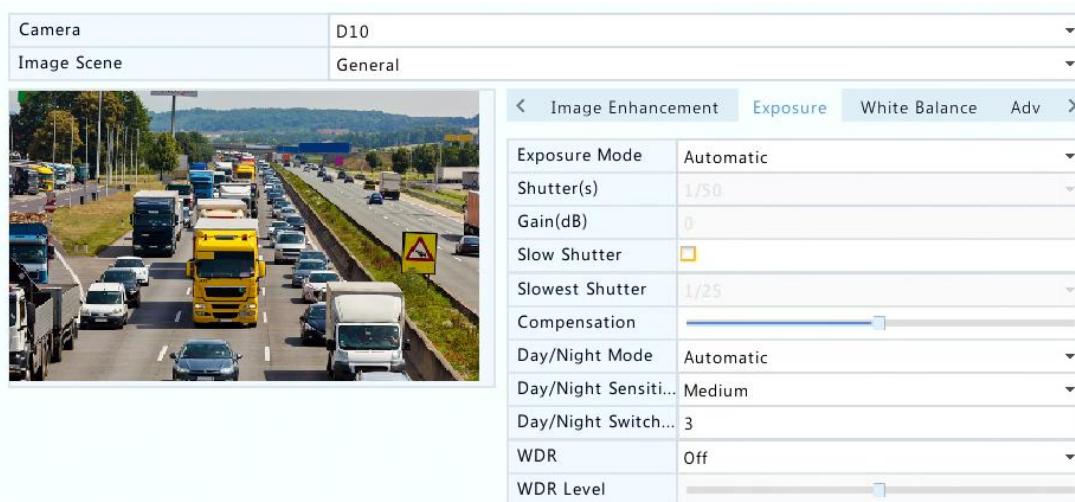 Camera D10
Image Scene General
Image Enhancement Exposure White Balance Adv
Exposure Mode Automatic
Shutter(s) 1/50
Gain(dB) 0
Slow Shutter
Slowest Shutter 1/25
Compensation
Day/Night Mode Automatic
Day/Night Sensiti... Medium
Day/Night Switch... 3
WDR Off
WDR Level